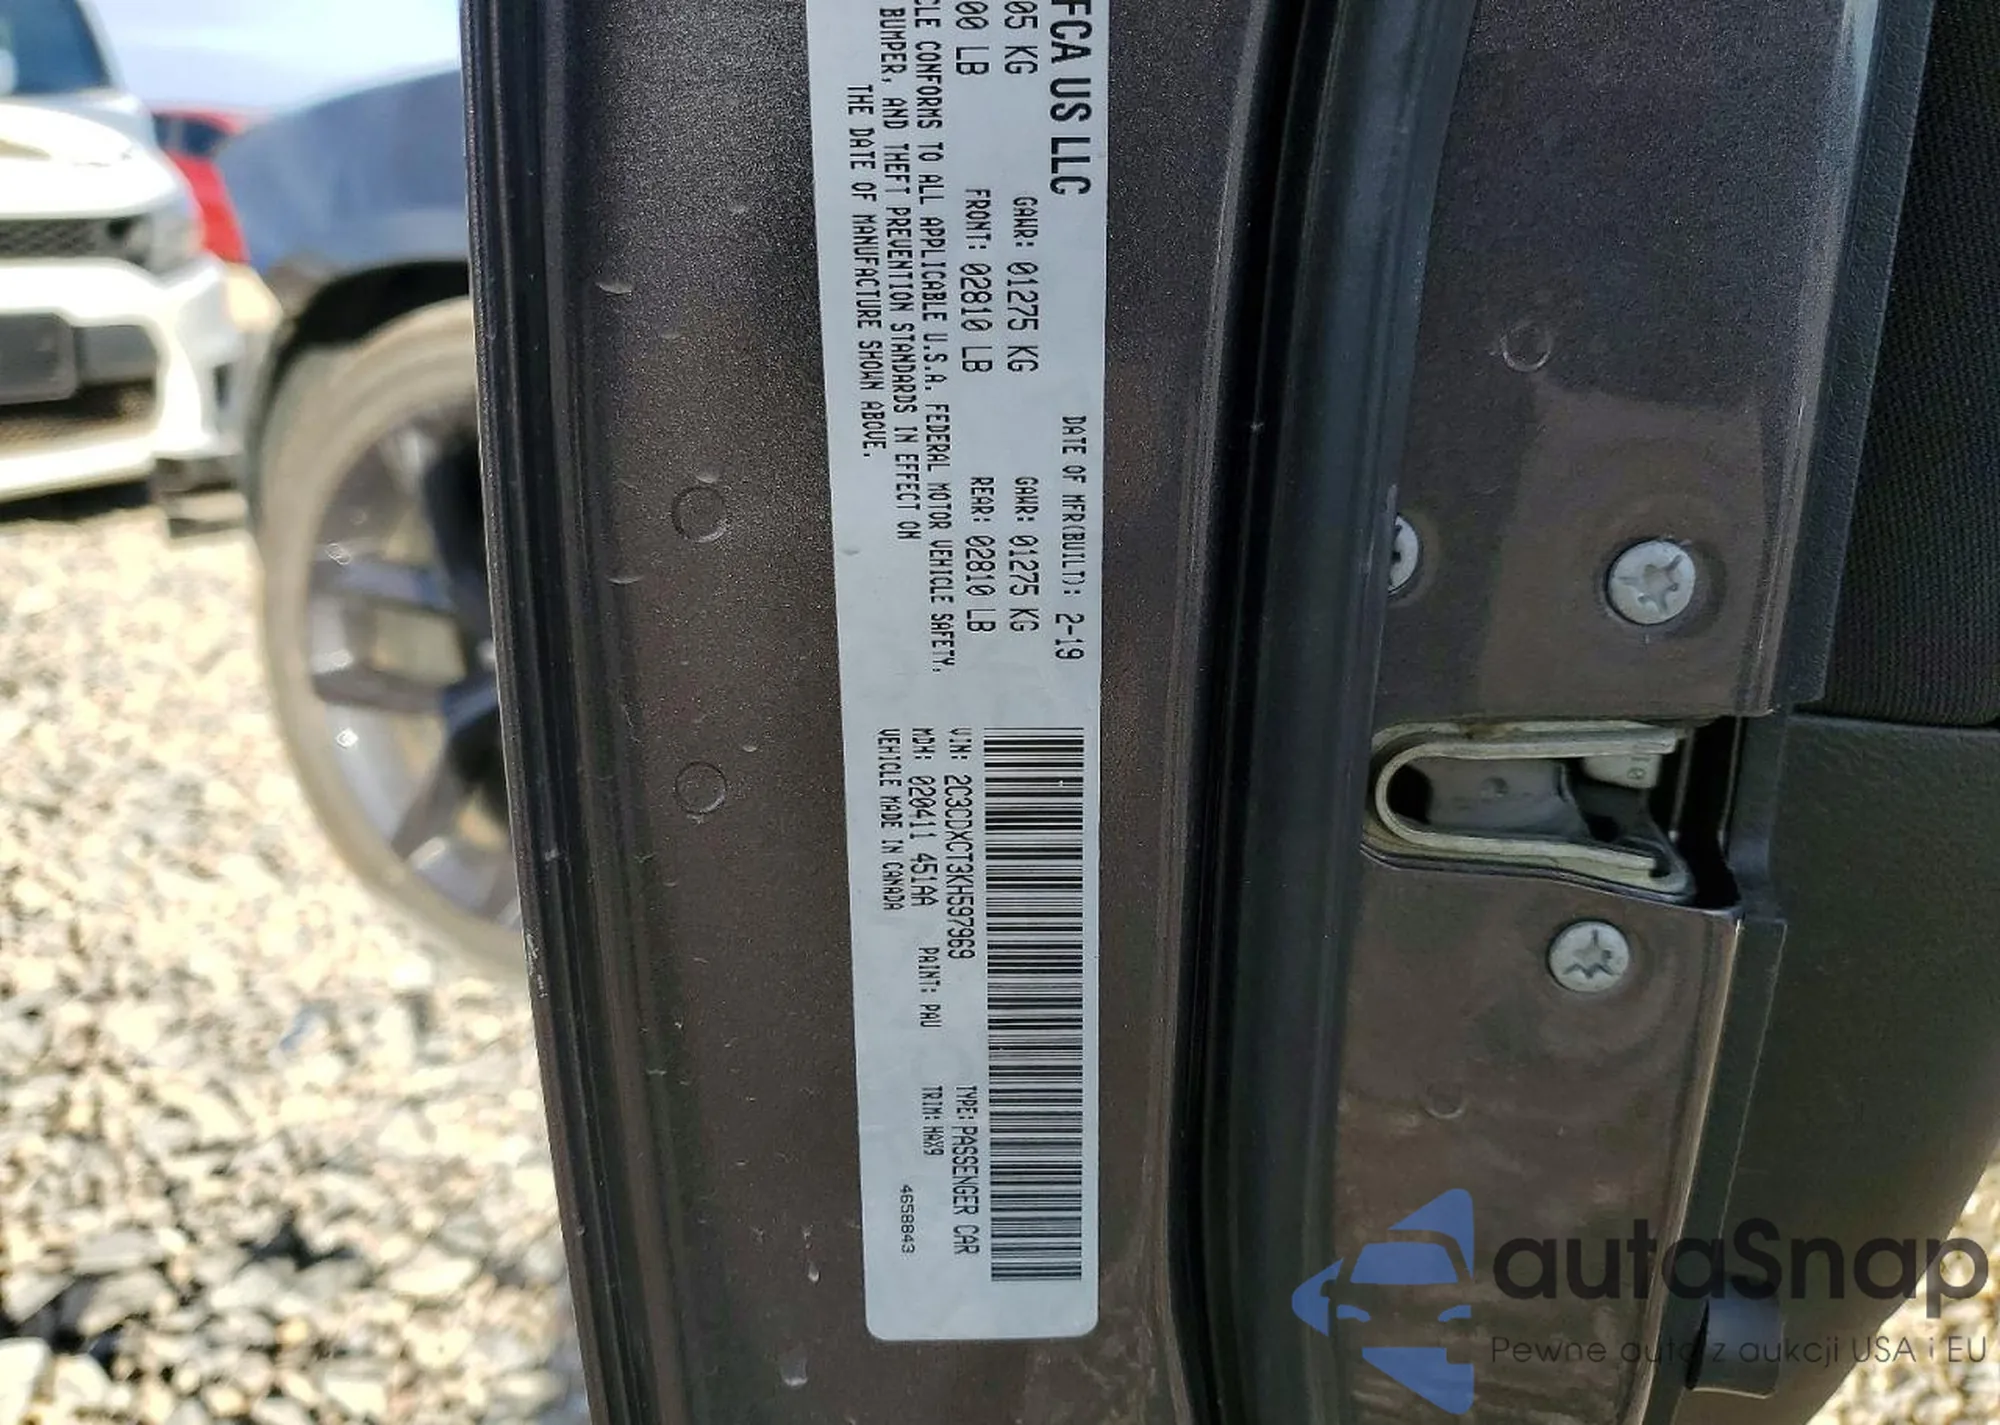 FCA US LLC
DATE OF MFR(BUILT): 2-19
05 KG
GAWR: 01275 KG
GAWR: 01275 KG
00 LB
FRONT: 02810 LB
REAR: 02810 LB
CLE CONFORMS TO ALL APPLICABLE U.S.A. FEDERAL MOTOR VEHICLE SAFETY,
BUMPER, AND THEFT PREVENTION STANDARDS IN EFFECT ON
THE DATE OF MANUFACTURE SHOWN ABOVE.
VIN: 2C3CDXCT3KH597969
TYPE: PASSENGER CAR
MDH: 020411 451AA
PAINT: PAU
TRIM: HAX9
VEHICLE MADE IN CANADA
4658843
autaSnap
Pewne auta z aukcji USA i EU